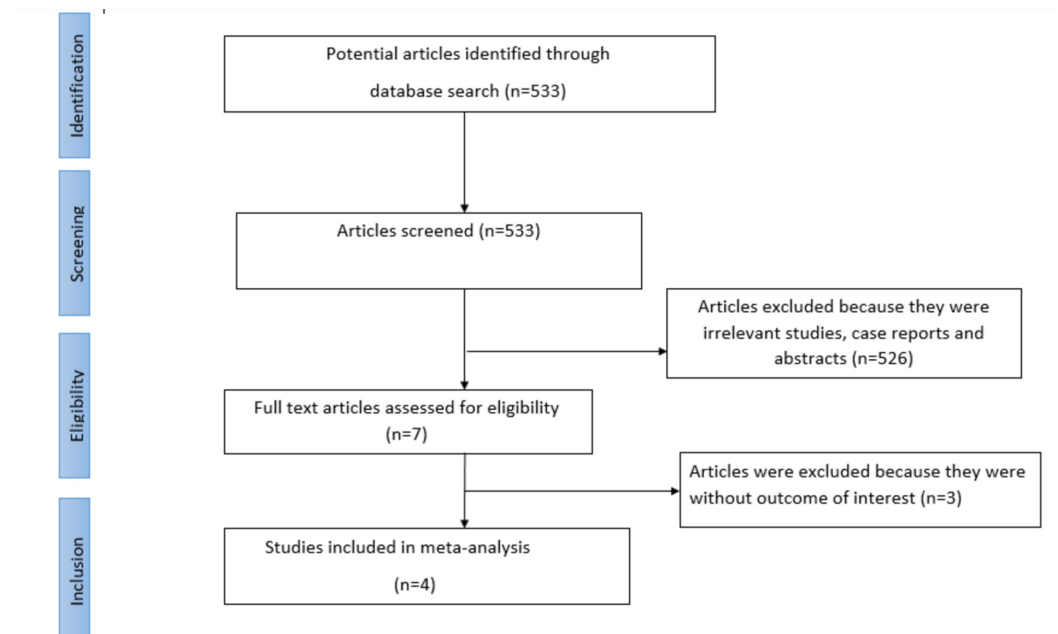 Identification
Potential articles identified through
database search (n=533)
Screening
Articles screened (n=533)
Articles excluded because they were
irrelevant studies, case reports and
abstracts (n=526)
Eligibility
Full text articles assessed for eligibility
(n=7)
Articles were excluded because they were
without outcome of interest (n=3)
Inclusion
Studies included in meta-analysis
(n=4)